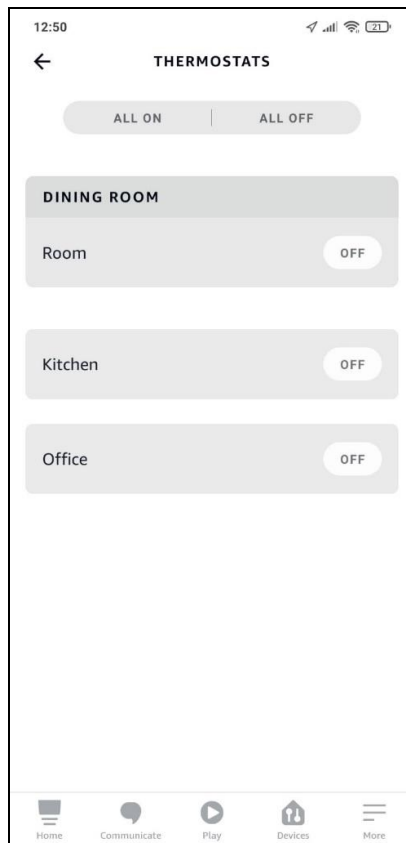 12:50
21
THERMOSTATS
ALL ON ALL OFF
DINING ROOM
Room OFF
Kitchen OFF
Office OFF
Home Communicate Play Devices More